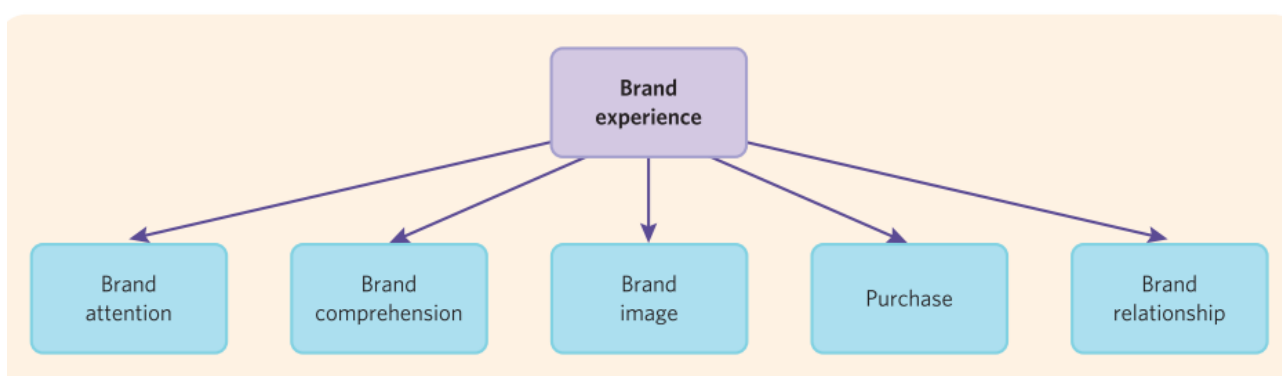 Brand
experience
Brand
attention
Brand
comprehension
Brand
image
Purchase
Brand
relationship